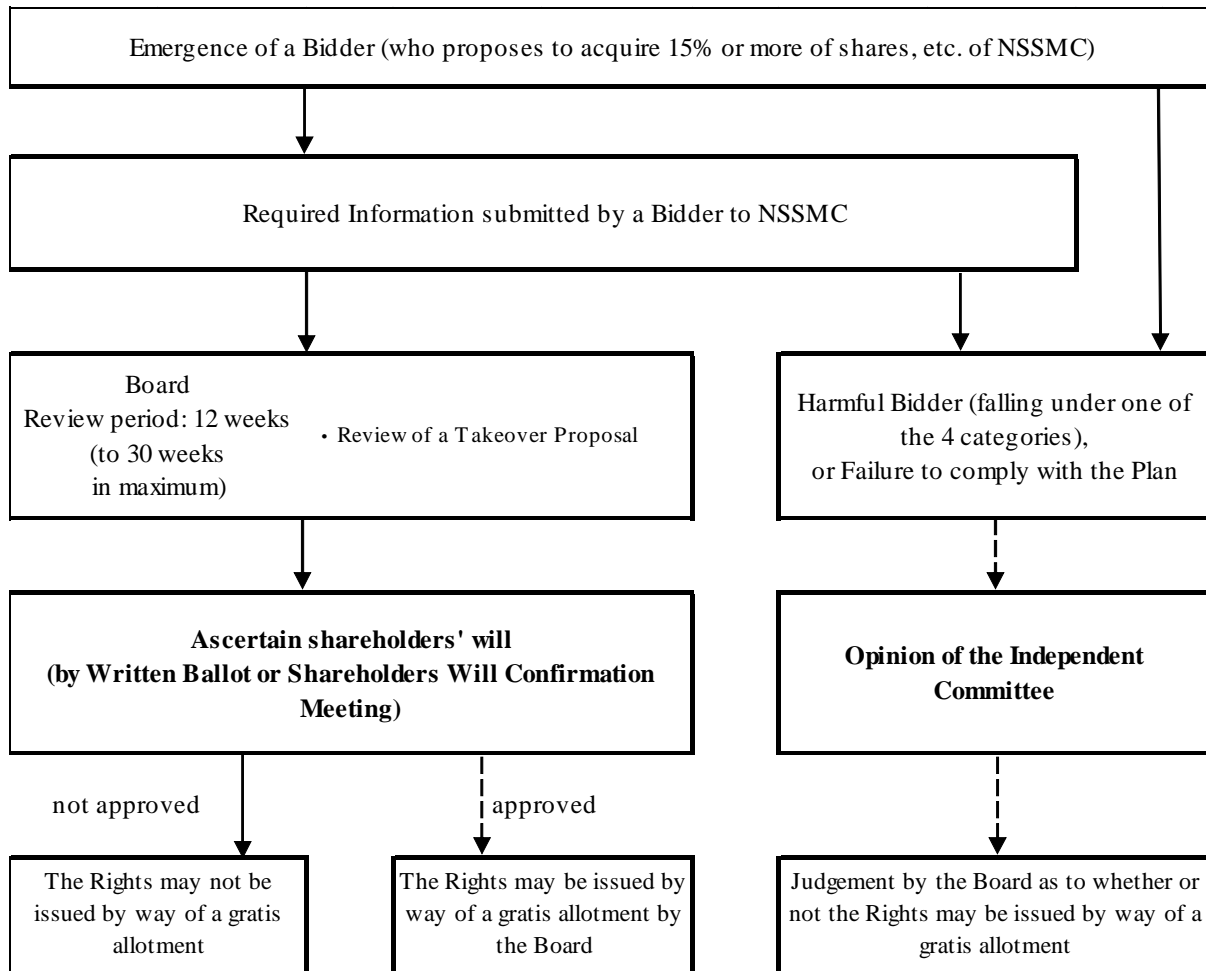 Emergence of a Bidder (who proposes to acquire 15% or more of shares, etc. of NSSMC)
Required Information submitted by a Bidder to NSSMC
Board
Review period: 12 weeks
(to 30 weeks
in maximum)
・Review of a Takeover Proposal
Harmful Bidder (falling under one of
the 4 categories),
or Failure to comply with the Plan
Ascertain shareholders' will
(by Written Ballot or Shareholders Will Confirmation
Meeting)
Opinion of the Independent
Committee
not approved
approved
The Rights may not be
issued by way of a gratis
allotment
The Rights may be issued by
way of a gratis allotment by
the Board
Judgement by the Board as to whether or
not the Rights may be issued by way of a
gratis allotment